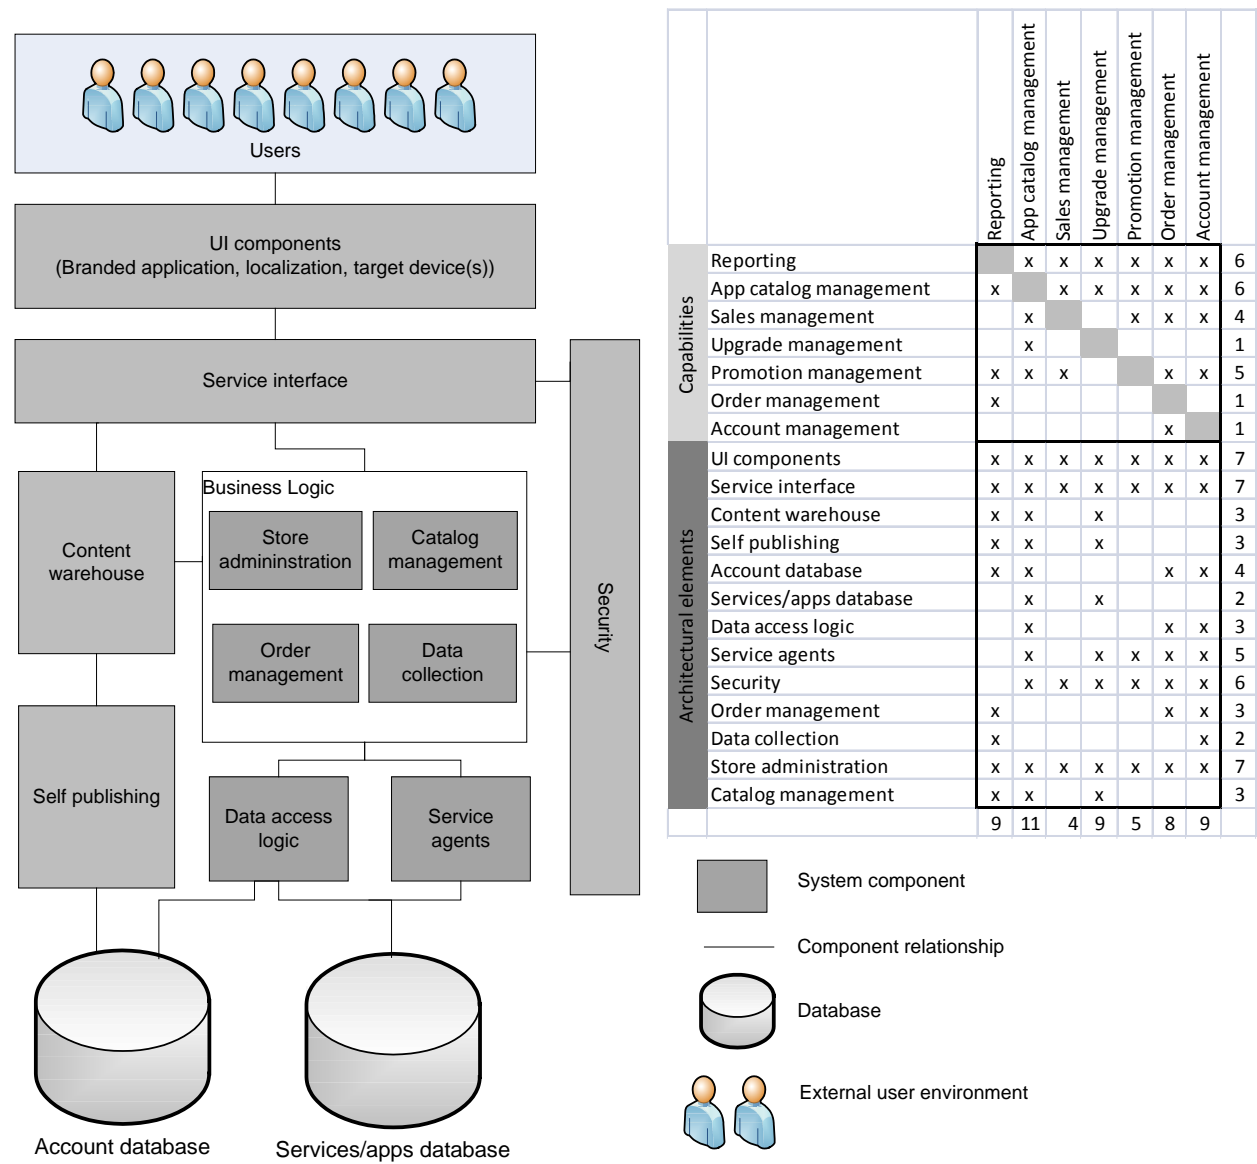 Users
UI components
(Branded application, localization, target device(s))
Service interface
Content
warehouse
Self publishing
Business Logic
Store
admininstration
Catalog
management
Order
management
Data
collection
Data access
logic
Service
agents
Security
Account database
Services/apps database
Reporting
App catalog management
Sales management
Upgrade management
Promotion management
Order management
Account management
Capabilities
Reporting x x x x x x 6
App catalog management x x x x x x 6
Sales management x x x x 4
Upgrade management x 1
Promotion management x x x x x 5
Order management x 1
Account management x 1
Architectural elements
UI components x x x x x x x 7
Service interface x x x x x x x 7
Content warehouse x x x 3
Self publishing x x x 3
Account database x x x x 4
Services/apps database x x 2
Data access logic x x x 3
Service agents x x x x x 5
Security x x x x x x 6
Order management x x x 3
Data collection x x 2
Store administration x x x x x x x 7
Catalog management x x x 3
9 11 4 9 5 8 9
System component
Component relationship
Database
External user environment